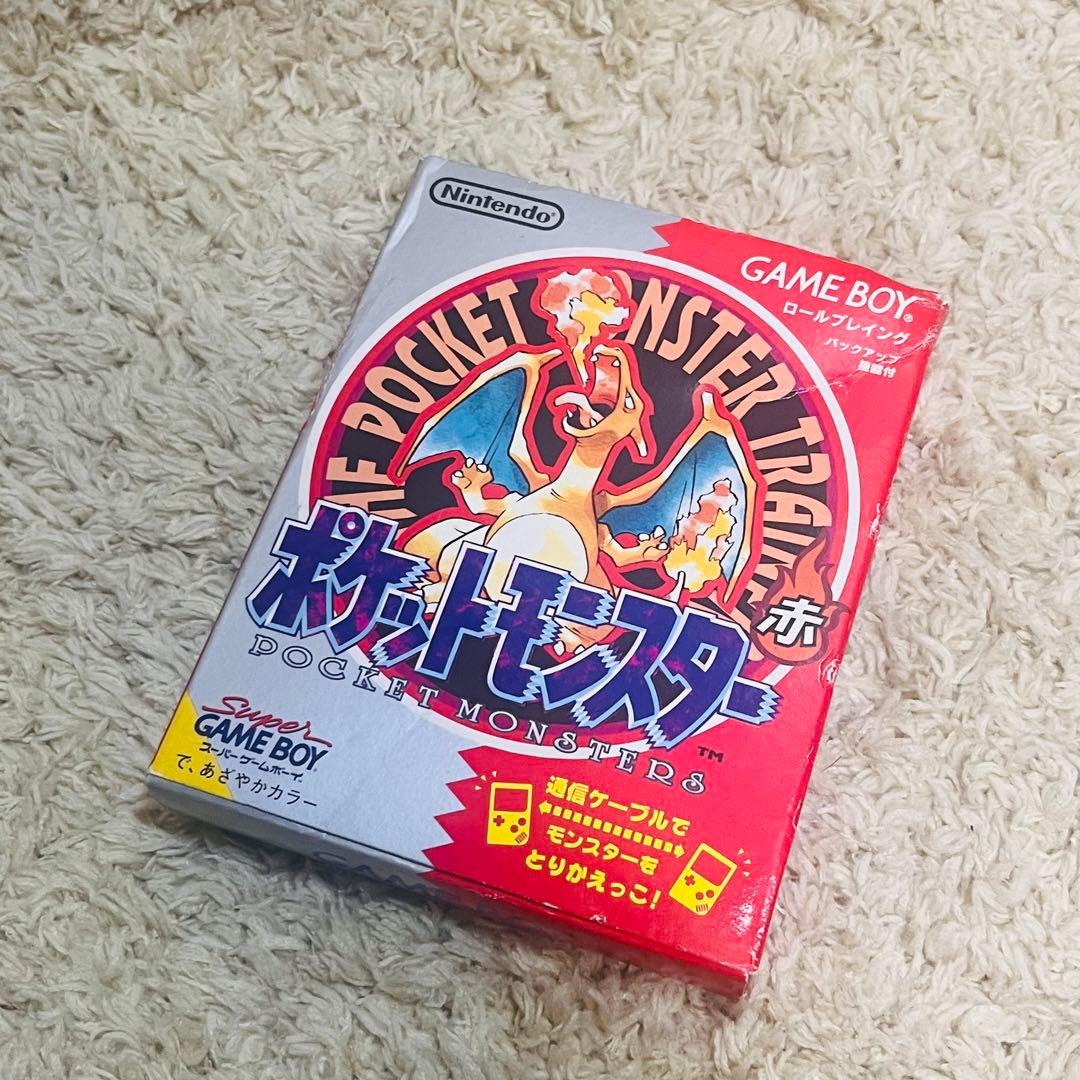 Nintendo®
GAME BOY®
ロールプレイング
バックアップ
機能付
THE POCKET MONSTER TRAINER
ポケットモンスター
赤
POCKET MONSTERS
TM
Super
GAME BOY
スーパーゲームボーイ
で、あざやかカラー
通信ケーブルで
モンスターを
とりかえっこ!